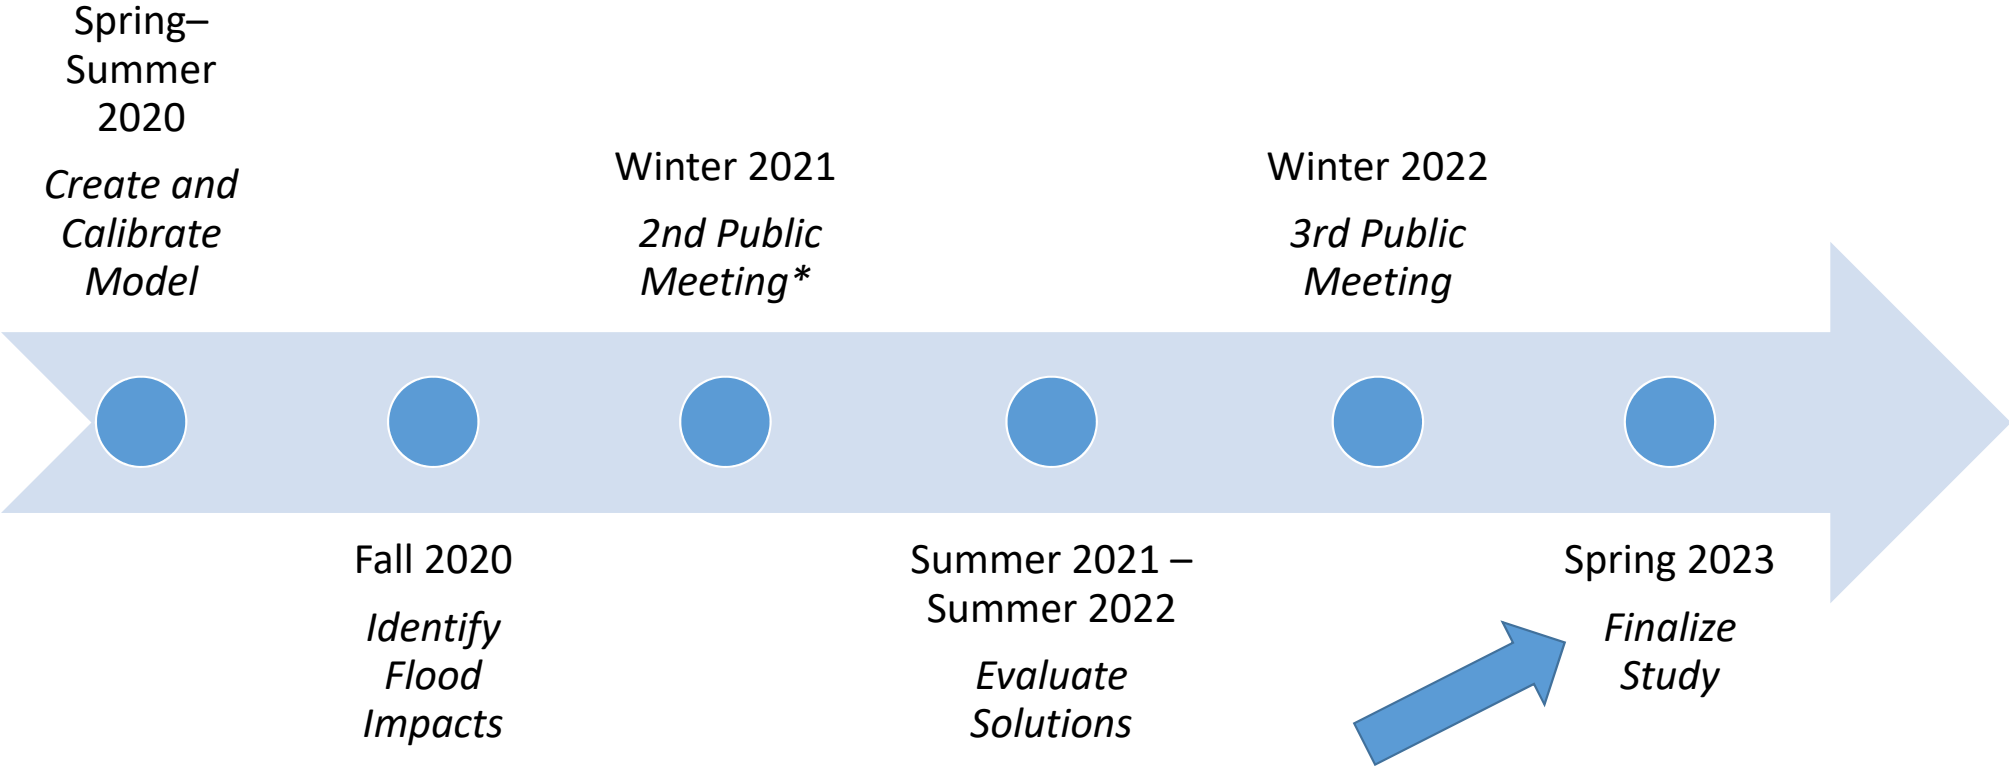 Spring–
Summer
2020
Create and
Calibrate
Model
Fall 2020
Identify
Flood
Impacts
Winter 2021
2nd Public
Meeting*
Summer 2021 –
Summer 2022
Evaluate
Solutions
Winter 2022
3rd Public
Meeting
Spring 2023
Finalize
Study